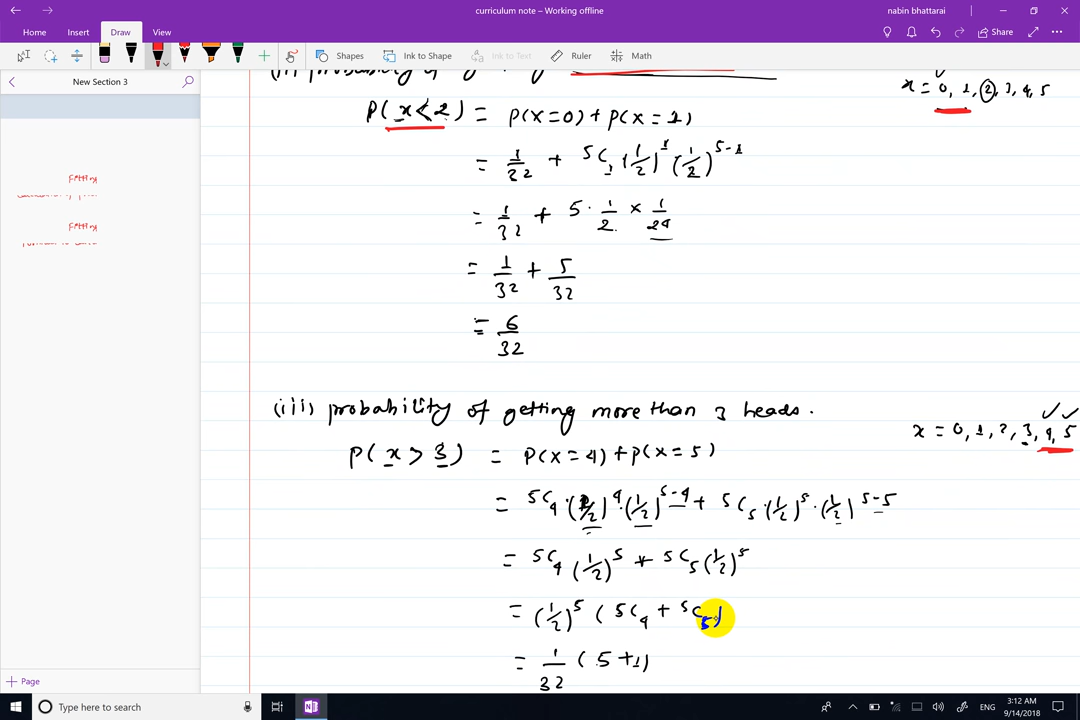 curriculum note – Working offline
nabin bhattarai
Home Insert Draw View
Share
Shapes Ink to Shape Ink to Text Ruler Math
New Section 3
x = 0, 1, 2, 3, 4, 5
P(x<2) = P(x=0) + P(x=1)
= 1/32 + 5C1 (1/2)^1 (1/2)^5-1
= 1/32 + 5 · 1/2 × 1/24
= 1/32 + 5/32
= 6/32
(iii) probability of getting more than 3 heads.
x = 0, 1, 2, 3, 4, 5
P(x > 3) = P(x=4) + P(x=5)
= 5C4 · (1/2)^4 · (1/2)^5-4 + 5C5 · (1/2)^5 · (1/2)^5-5
= 5C4 (1/2)^5 + 5C5 (1/2)^5
= (1/2)^5 ( 5C4 + 5C5)
= 1/32 ( 5 + 1)
Page
Type here to search
ENG
3:12 AM
9/14/2018